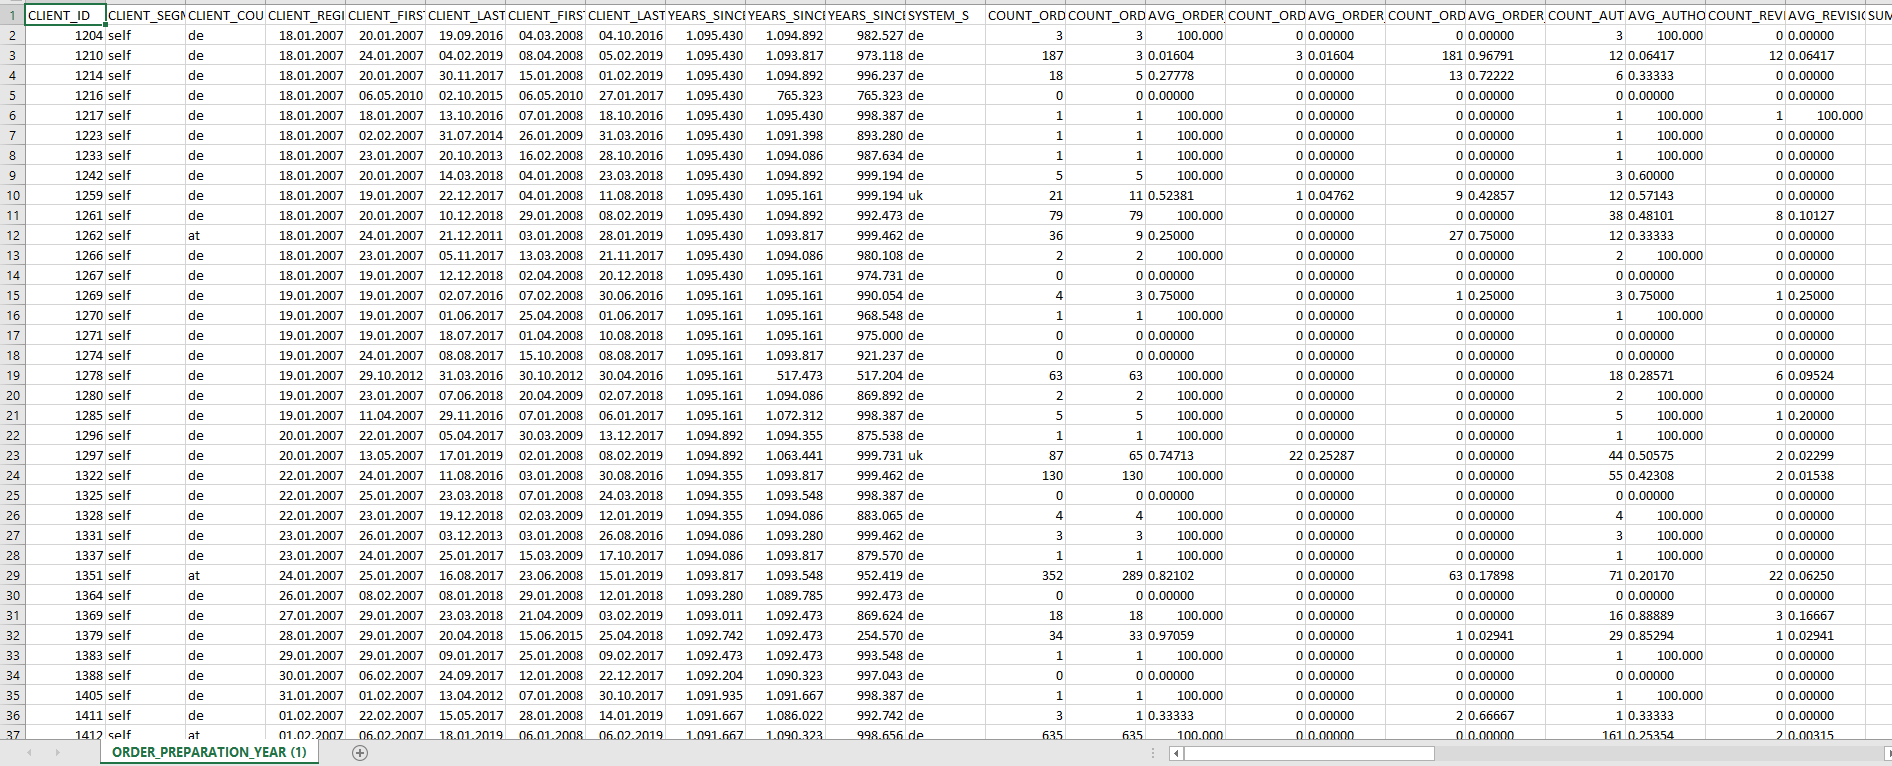 CLIENT_ID CLIENT_SEGN CLIENT_COU CLIENT_REGI CLIENT_FIRS CLIENT_LAST CLIENT_FIRS CLIENT_LAST YEARS_SINCE YEARS_SINCE YEARS_SINCE SYSTEM_S COUNT_ORD COUNT_ORD AVG_ORDER_ COUNT_ORD AVG_ORDER_ COUNT_ORD AVG_ORDER_ COUNT_AUT AVG_AUTHO COUNT_REVI AVG_REVISIO SUM
1
2 1204 self de 18.01.2007 20.01.2007 19.09.2016 04.03.2008 04.10.2016 1.095.430 1.094.892 982.527 de 3 3 100.000 0 0.00000 0 0.00000 3 100.000 0 0.00000
3 1210 self de 18.01.2007 24.01.2007 04.02.2019 08.04.2008 05.02.2019 1.095.430 1.093.817 973.118 de 187 3 0.01604 3 0.01604 181 0.96791 12 0.06417 12 0.06417
4 1214 self de 18.01.2007 20.01.2007 30.11.2017 15.01.2008 01.02.2019 1.095.430 1.094.892 996.237 de 18 5 0.27778 0 0.00000 13 0.72222 6 0.33333 0 0.00000
5 1216 self de 18.01.2007 06.05.2010 02.10.2015 06.05.2010 27.01.2017 1.095.430 765.323 765.323 de 0 0 0.00000 0 0.00000 0 0.00000 0 0.00000 0 0.00000
6 1217 self de 18.01.2007 18.01.2007 13.10.2016 07.01.2008 18.10.2016 1.095.430 1.095.430 998.387 de 1 1 100.000 0 0.00000 0 0.00000 1 100.000 1 100.000
7 1223 self de 18.01.2007 02.02.2007 31.07.2014 26.01.2009 31.03.2016 1.095.430 1.091.398 893.280 de 1 1 100.000 0 0.00000 0 0.00000 1 100.000 0 0.00000
8 1233 self de 18.01.2007 23.01.2007 20.10.2013 16.02.2008 28.10.2016 1.095.430 1.094.086 987.634 de 1 1 100.000 0 0.00000 0 0.00000 1 100.000 0 0.00000
9 1242 self de 18.01.2007 20.01.2007 14.03.2018 04.01.2008 23.03.2018 1.095.430 1.094.892 999.194 de 5 5 100.000 0 0.00000 0 0.00000 3 0.60000 0 0.00000
10 1259 self de 18.01.2007 19.01.2007 22.12.2017 04.01.2008 11.08.2018 1.095.430 1.095.161 999.194 uk 21 11 0.52381 1 0.04762 9 0.42857 12 0.57143 0 0.00000
11 1261 self de 18.01.2007 20.01.2007 10.12.2018 29.01.2008 08.02.2019 1.095.430 1.094.892 992.473 de 79 79 100.000 0 0.00000 0 0.00000 38 0.48101 8 0.10127
12 1262 self at 18.01.2007 24.01.2007 21.12.2011 03.01.2008 28.01.2019 1.095.430 1.093.817 999.462 de 36 9 0.25000 0 0.00000 27 0.75000 12 0.33333 0 0.00000
13 1266 self de 18.01.2007 23.01.2007 05.11.2017 13.03.2008 21.11.2017 1.095.430 1.094.086 980.108 de 2 2 100.000 0 0.00000 0 0.00000 2 100.000 0 0.00000
14 1267 self de 18.01.2007 19.01.2007 12.12.2018 02.04.2008 20.12.2018 1.095.430 1.095.161 974.731 de 0 0 0.00000 0 0.00000 0 0.00000 0 0.00000 0 0.00000
15 1269 self de 19.01.2007 19.01.2007 02.07.2016 07.02.2008 30.06.2016 1.095.161 1.095.161 990.054 de 4 3 0.75000 0 0.00000 1 0.25000 3 0.75000 1 0.25000
16 1270 self de 19.01.2007 19.01.2007 01.06.2017 25.04.2008 01.06.2017 1.095.161 1.095.161 968.548 de 1 1 100.000 0 0.00000 0 0.00000 1 100.000 0 0.00000
17 1271 self de 19.01.2007 19.01.2007 18.07.2017 01.04.2008 10.08.2018 1.095.161 1.095.161 975.000 de 0 0 0.00000 0 0.00000 0 0.00000 0 0.00000 0 0.00000
18 1274 self de 19.01.2007 24.01.2007 08.08.2017 15.10.2008 08.08.2017 1.095.161 1.093.817 921.237 de 0 0 0.00000 0 0.00000 0 0.00000 0 0.00000 0 0.00000
19 1278 self de 19.01.2007 29.10.2012 31.03.2016 30.10.2012 30.04.2016 1.095.161 517.473 517.204 de 63 63 100.000 0 0.00000 0 0.00000 18 0.28571 6 0.09524
20 1280 self de 19.01.2007 23.01.2007 07.06.2018 20.04.2009 02.07.2018 1.095.161 1.094.086 869.892 de 2 2 100.000 0 0.00000 0 0.00000 2 100.000 0 0.00000
21 1285 self de 19.01.2007 11.04.2007 29.11.2016 07.01.2008 06.01.2017 1.095.161 1.072.312 998.387 de 5 5 100.000 0 0.00000 0 0.00000 5 100.000 1 0.20000
22 1296 self de 20.01.2007 22.01.2007 05.04.2017 30.03.2009 13.12.2017 1.094.892 1.094.355 875.538 de 1 1 100.000 0 0.00000 0 0.00000 1 100.000 0 0.00000
23 1297 self de 20.01.2007 13.05.2007 17.01.2019 02.01.2008 08.02.2019 1.094.892 1.063.441 999.731 uk 87 65 0.74713 22 0.25287 0 0.00000 44 0.50575 2 0.02299
24 1322 self de 22.01.2007 24.01.2007 11.08.2016 03.01.2008 30.08.2016 1.094.355 1.093.817 999.462 de 130 130 100.000 0 0.00000 0 0.00000 55 0.42308 2 0.01538
25 1325 self de 22.01.2007 25.01.2007 23.03.2018 07.01.2008 24.03.2018 1.094.355 1.093.548 998.387 de 0 0 0.00000 0 0.00000 0 0.00000 0 0.00000 0 0.00000
26 1328 self de 22.01.2007 23.01.2007 19.12.2018 02.03.2009 12.01.2019 1.094.355 1.094.086 883.065 de 4 4 100.000 0 0.00000 0 0.00000 4 100.000 0 0.00000
27 1331 self de 23.01.2007 26.01.2007 03.12.2013 03.01.2008 26.08.2016 1.094.086 1.093.280 999.462 de 3 3 100.000 0 0.00000 0 0.00000 3 100.000 0 0.00000
28 1337 self de 23.01.2007 24.01.2007 25.01.2017 15.03.2009 17.10.2017 1.094.086 1.093.817 879.570 de 1 1 100.000 0 0.00000 0 0.00000 1 100.000 0 0.00000
29 1351 self at 24.01.2007 25.01.2007 16.08.2017 23.06.2008 15.01.2019 1.093.817 1.093.548 952.419 de 352 289 0.82102 0 0.00000 63 0.17898 71 0.20170 22 0.06250
30 1364 self de 26.01.2007 08.02.2007 08.01.2018 29.01.2008 12.01.2018 1.093.280 1.089.785 992.473 de 0 0 0.00000 0 0.00000 0 0.00000 0 0.00000 0 0.00000
31 1369 self de 27.01.2007 29.01.2007 23.03.2018 21.04.2009 03.02.2019 1.093.011 1.092.473 869.624 de 18 18 100.000 0 0.00000 0 0.00000 16 0.88889 3 0.16667
32 1379 self de 28.01.2007 29.01.2007 20.04.2018 15.06.2015 25.04.2018 1.092.742 1.092.473 254.570 de 34 33 0.97059 0 0.00000 1 0.02941 29 0.85294 1 0.02941
33 1383 self de 29.01.2007 29.01.2007 09.01.2017 25.01.2008 09.02.2017 1.092.473 1.092.473 993.548 de 1 1 100.000 0 0.00000 0 0.00000 1 100.000 0 0.00000
34 1388 self de 30.01.2007 06.02.2007 24.09.2017 12.01.2008 22.12.2017 1.092.204 1.090.323 997.043 de 0 0 0.00000 0 0.00000 0 0.00000 0 0.00000 0 0.00000
35 1405 self de 31.01.2007 01.02.2007 13.04.2012 07.01.2008 30.10.2017 1.091.935 1.091.667 998.387 de 1 1 100.000 0 0.00000 0 0.00000 1 100.000 0 0.00000
36 1411 self de 01.02.2007 22.02.2007 15.05.2017 28.01.2008 14.01.2019 1.091.667 1.086.022 992.742 de 3 1 0.33333 0 0.00000 2 0.66667 1 0.33333 0 0.00000
37 1412 self at 01.02.2007 06.02.2007 18.01.2019 06.01.2008 06.02.2019 1.091.667 1.090.323 998.656 de 635 635 100.000 0 0.00000 0 0.00000 161 0.25354 2 0.00315
ORDER_PREPARATION_YEAR (1)